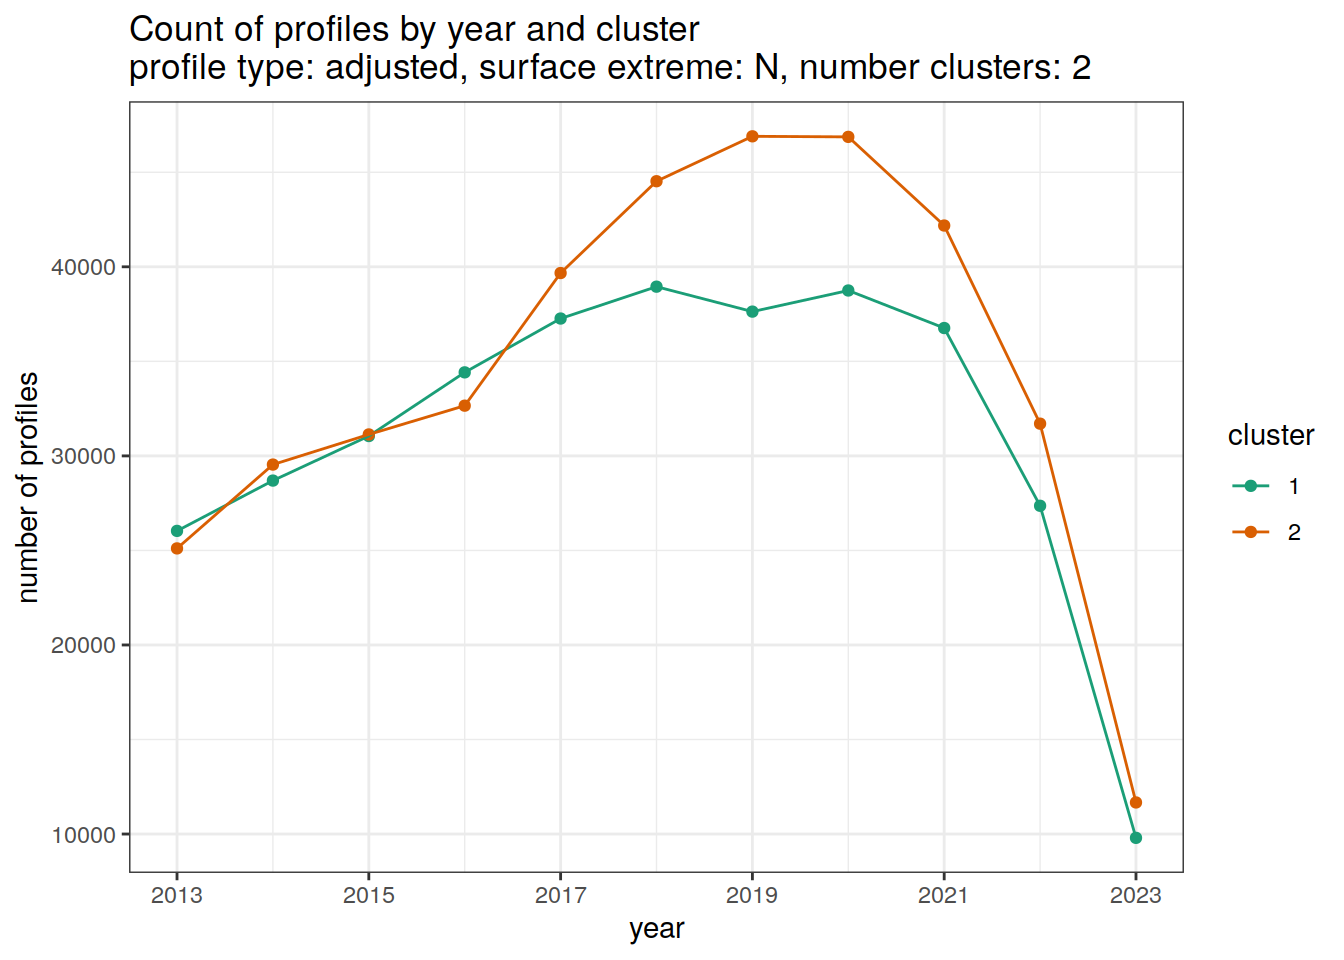 Count of profiles by year and cluster
profile type: adjusted, surface extreme: N, number clusters: 2
number of profiles
40000
30000
20000
10000
2013
2015
2017
2019
2021
2023
year
cluster
1
2